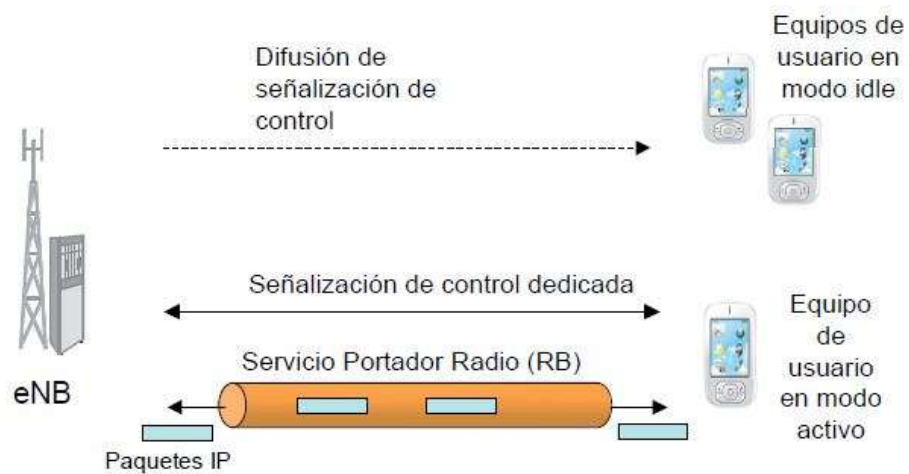 Difusión de
señalización de
control
Equipos de
usuario en
modo idle
Señalización de control dedicada
Servicio Portador Radio (RB)
eNB
Paquetes IP
Equipo
de
usuario
en modo
activo